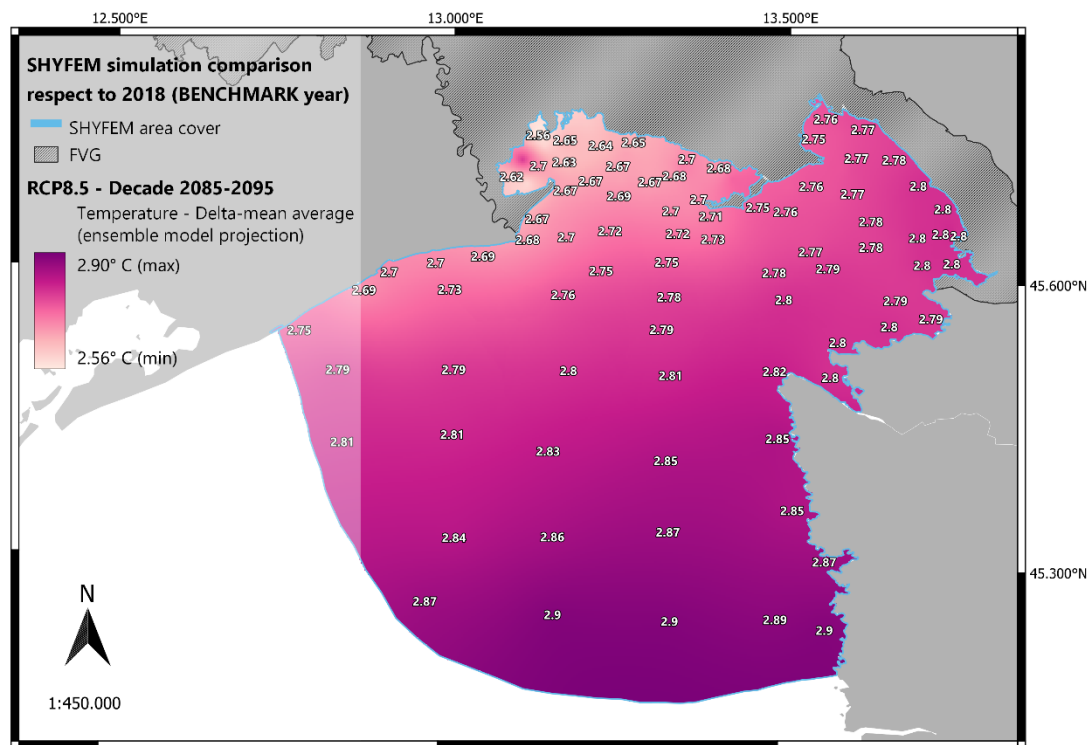 12.500°E 13.000°E 13.500°E
SHYFEM simulation comparison
respect to 2018 (BENCHMARK year)
SHYFEM area cover
FVG
RCP8.5 - Decade 2085-2095
Temperature - Delta-mean average
(ensemble model projection)
2.90° C (max)
2.56° C (min)
45.600°N
45.300°N
N
1:450.000
2.76
2.56 2.65 2.64 2.65 2.75 2.77
2.62 2.7 2.63 2.67 2.7 2.68 2.77 2.78
2.67 2.67 2.67 2.68 2.76 2.77 2.8
2.69 2.7 2.75 2.76 2.8
2.67 2.7 2.71 2.78
2.68 2.7 2.72 2.72 2.73 2.8 2.8 2.8
2.7 2.7 2.69 2.75 2.75 2.77 2.78
2.78 2.79 2.8 2.8
2.69 2.73 2.76 2.78 2.8 2.79
2.75 2.79 2.8 2.79
2.8
2.79 2.79 2.8 2.81 2.82 2.8
2.81 2.81 2.83 2.85 2.85
2.85
2.84 2.86 2.87
2.87
2.87 2.9 2.9 2.89 2.9